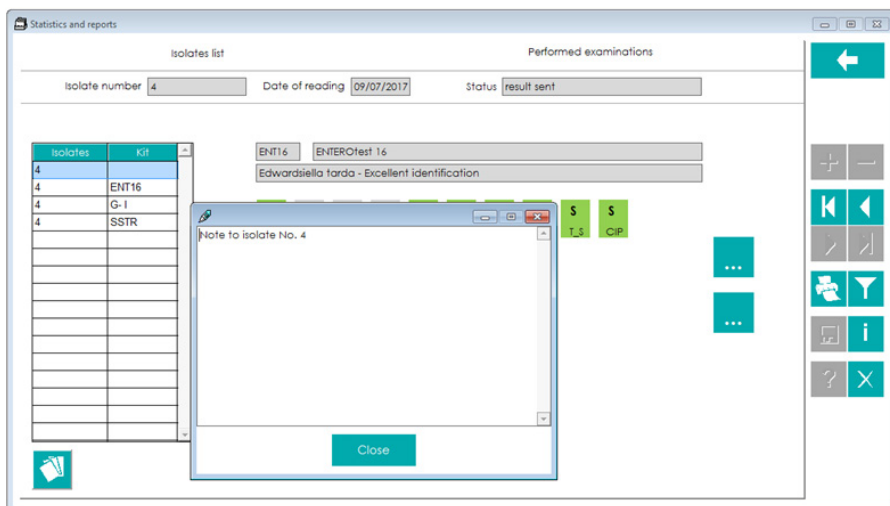 Statistics and reports
Isolates list
Performed examinations
Isolate number 4 Date of reading 09/07/2017 Status result sent
Isolates Kit
4
4 ENT16
4 G- I
4 SSTR
ENT16 ENTEROtest 16
Edwardsiella tarda - Excellent identification
S S
T_S CIP
Note to isolate No. 4
Close
...
...
i
?